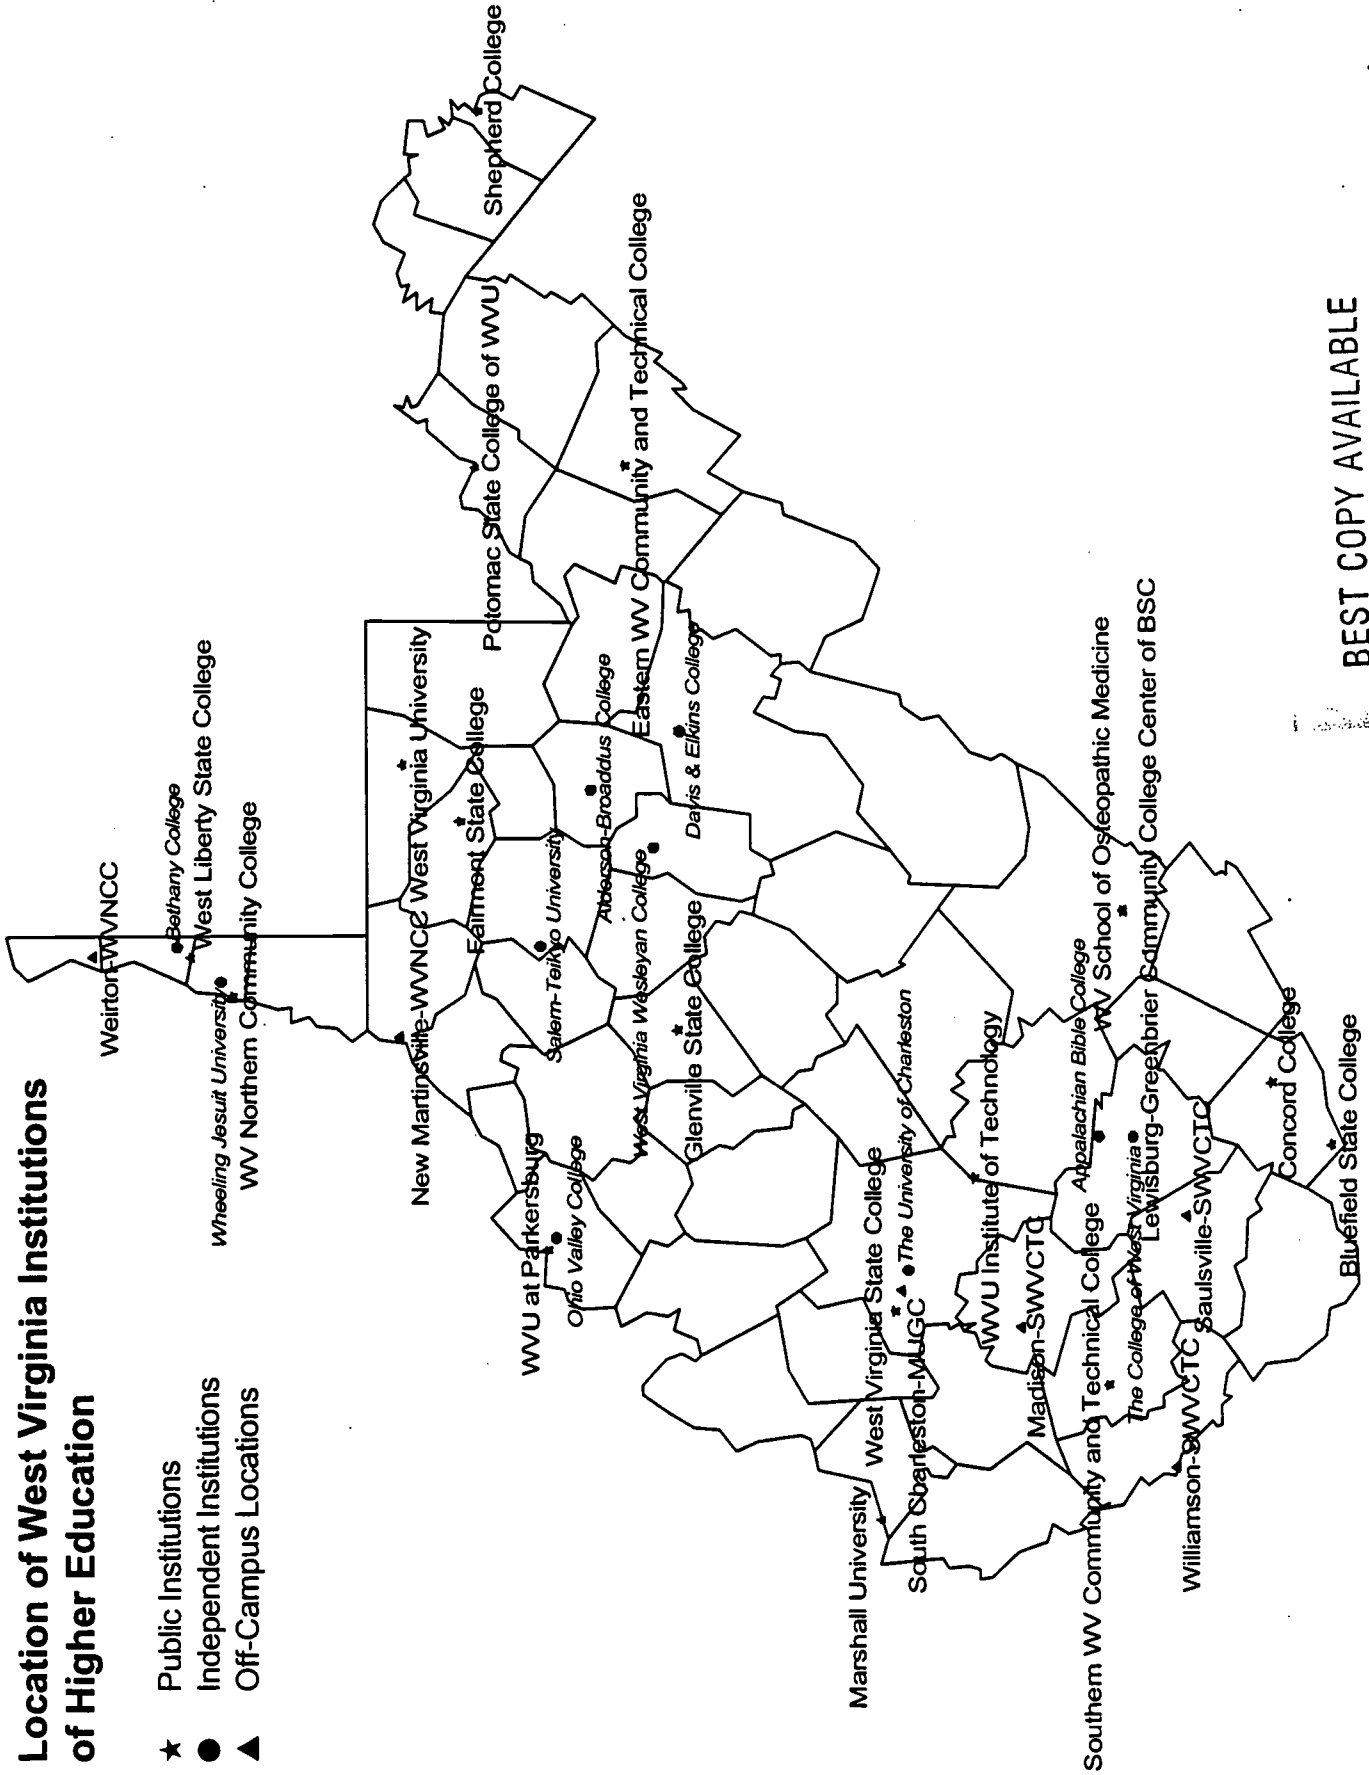 Location of West Virginia Institutions
of Higher Education
★ Public Institutions
● Independent Institutions
▲ Off-Campus Locations
Weirton-WVNCC
Bethany College
West Liberty State College
Wheeling Jesuit University
WV Northern Community College
New Martinsville-WVNCC
West Virginia University
Fairmont State College
Potomac State College of WVU
Shepherd College
WVU at Parkersburg
Ohio Valley College
Salem-Teikyo University
Alderson-Broaddus College
Eastern WV Community and Technical College
West Virginia Wesleyan College
Davis & Elkins College
Glenville State College
Marshall University
West Virginia State College
The University of Charleston
South Charleston-MUGC
WVU Institute of Technology
Madison-SWVCTC
Appalachian Bible College
WV School of Osteopathic Medicine
Southern WV Community and Technical College
The College of West Virginia
Lewisburg-Greenbrier Community College Center of BSC
Williamson-SWVCTC
Saulsville-SWVCTC
Concord College
Bluefield State College
BEST COPY AVAILABLE